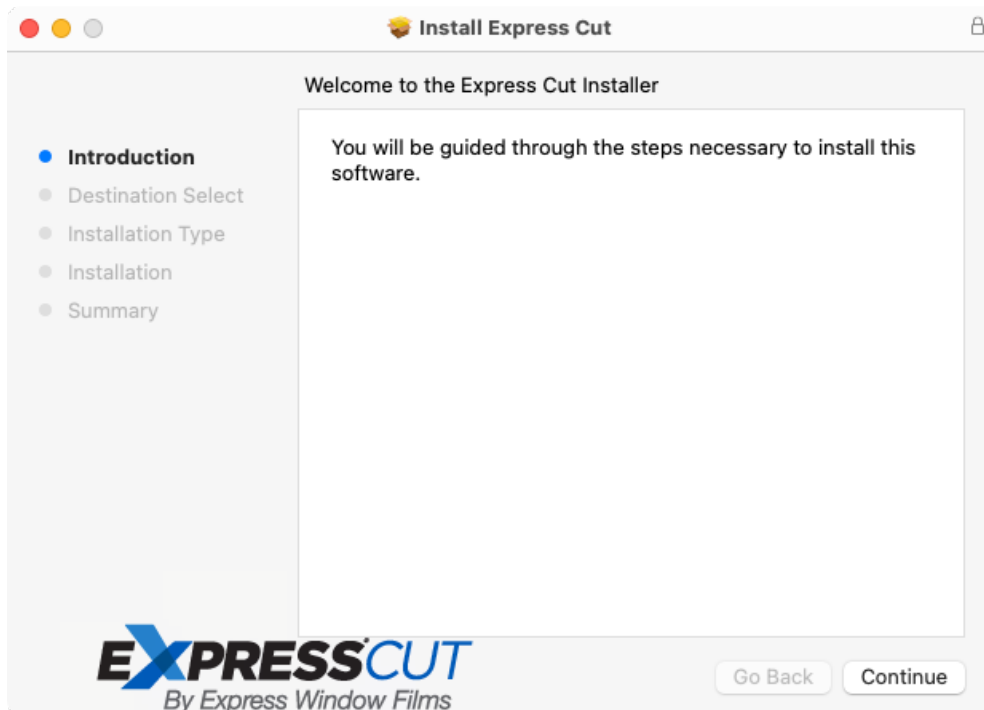 Install Express Cut
Welcome to the Express Cut Installer
You will be guided through the steps necessary to install this
software.
Introduction
Destination Select
Installation Type
Installation
Summary
EXPRESSCUT
By Express Window Films
Go Back
Continue